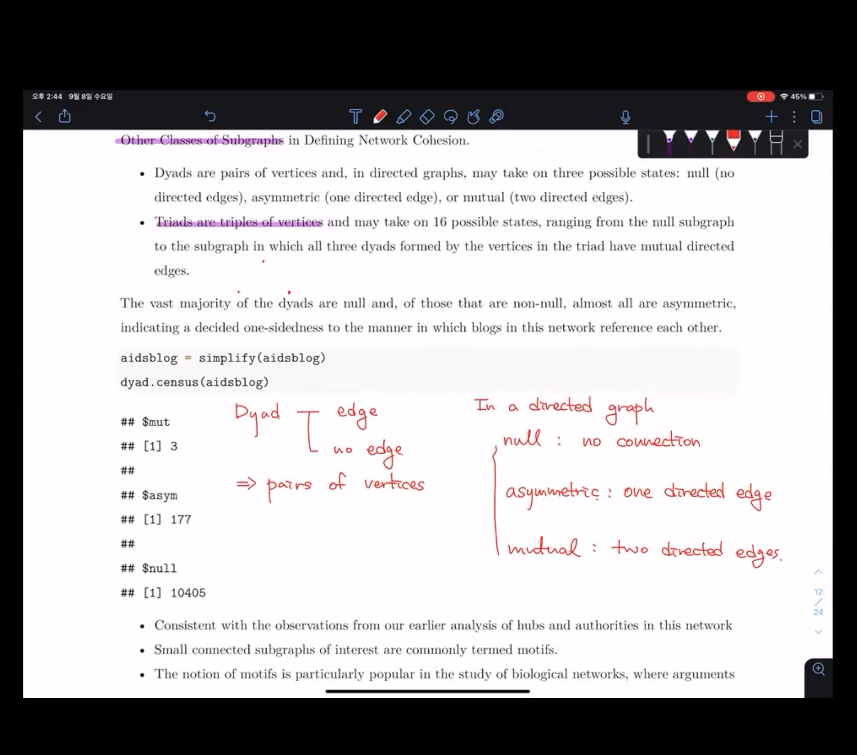 오후 2:44 9월 8일 수요일
45%
Other Classes of Subgraphs in Defining Network Cohesion.
• Dyads are pairs of vertices and, in directed graphs, may take on three possible states: null (no
directed edges), asymmetric (one directed edge), or mutual (two directed edges).
• Triads are triples of vertices and may take on 16 possible states, ranging from the null subgraph
to the subgraph in which all three dyads formed by the vertices in the triad have mutual directed
edges.
The vast majority of the dyads are null and, of those that are non-null, almost all are asymmetric,
indicating a decided one-sidedness to the manner in which blogs in this network reference each other.
aidsblog = simplify(aidsblog)
dyad.census(aidsblog)
## $mut
## [1] 3
##
## $asym
## [1] 177
##
## $null
## [1] 10405
Dyad edge
no edge
⇒ pairs of vertices
In a directed graph
null : no connection
asymmetric : one directed edge
mutual : two directed edges.
12
/
24
• Consistent with the observations from our earlier analysis of hubs and authorities in this network
• Small connected subgraphs of interest are commonly termed motifs.
• The notion of motifs is particularly popular in the study of biological networks, where arguments